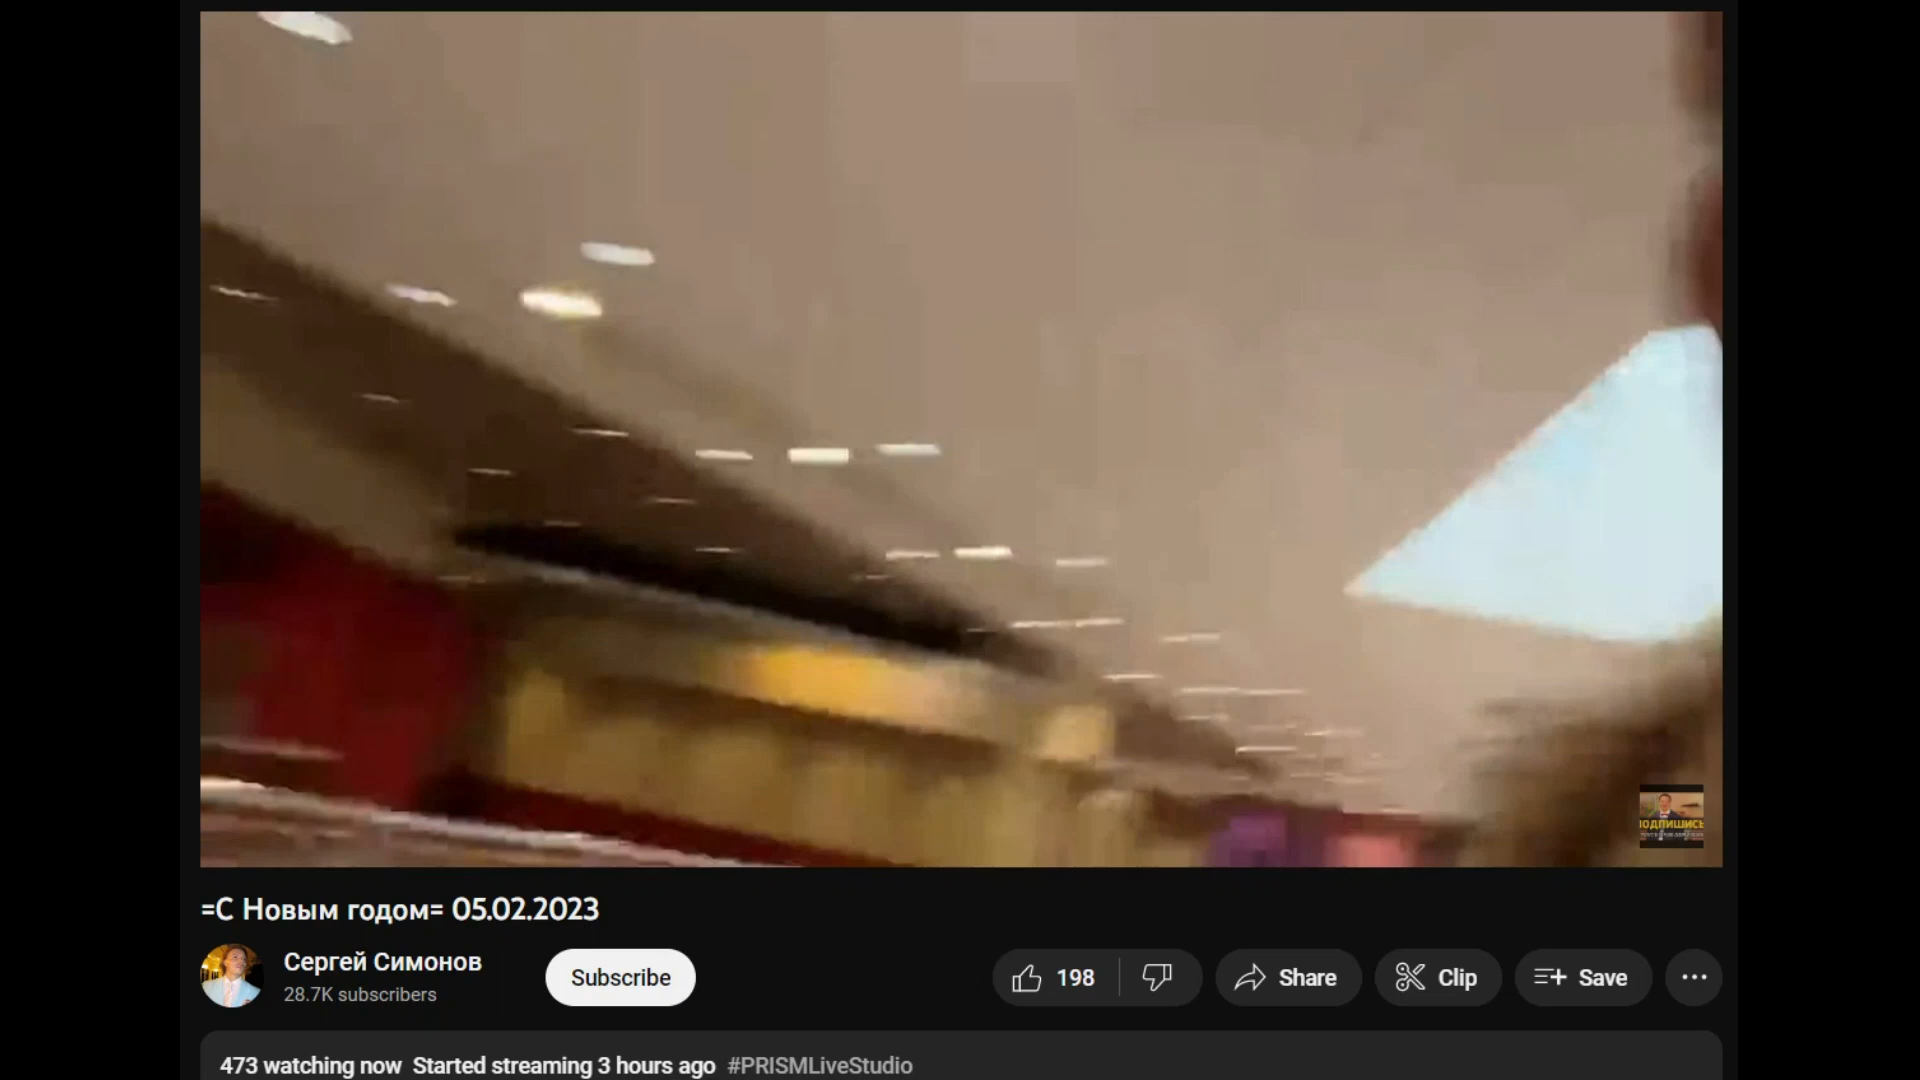 ПОДПИШИСЬ
=С Новым годом= 05.02.2023
Сергей Симонов
28.7K subscribers
Subscribe
198
Share
Clip
Save
473 watching now Started streaming 3 hours ago #PRISMLiveStudio